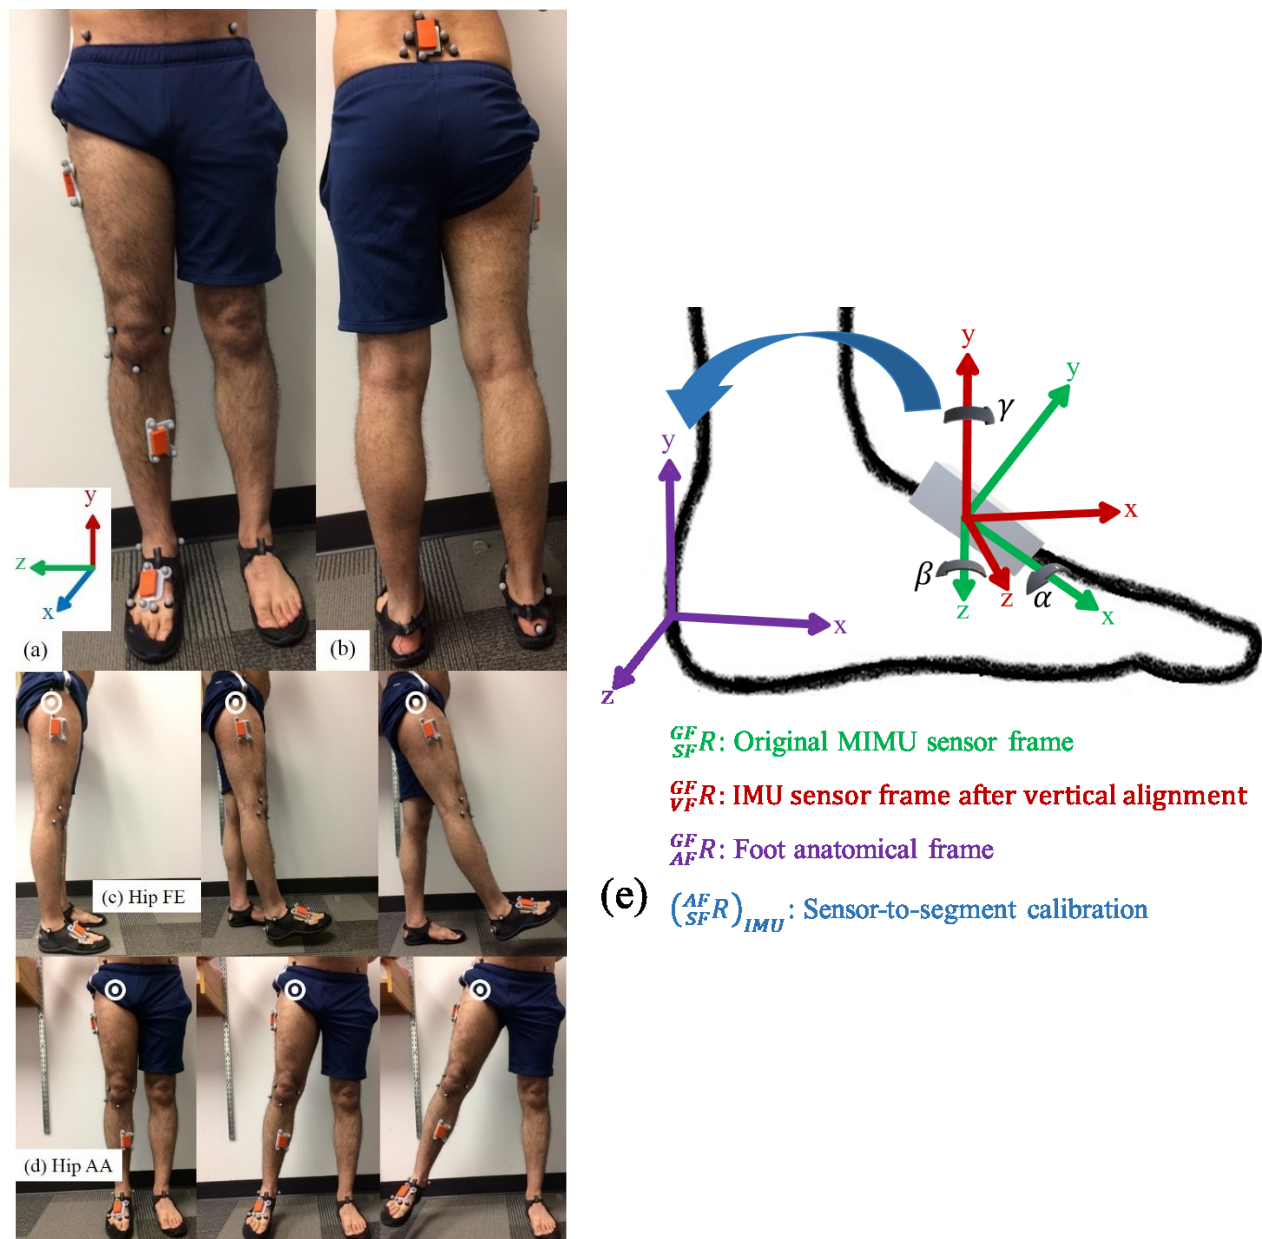 y
z
x
(a)
(b)
(c) Hip FE
(d) Hip AA
y
y
γ
y
x
β
z
z
α
x
x
z
GF SF R: Original MIMU sensor frame
GF VF R: IMU sensor frame after vertical alignment
GF AF R: Foot anatomical frame
(e) (AF SF R)IMU: Sensor-to-segment calibration